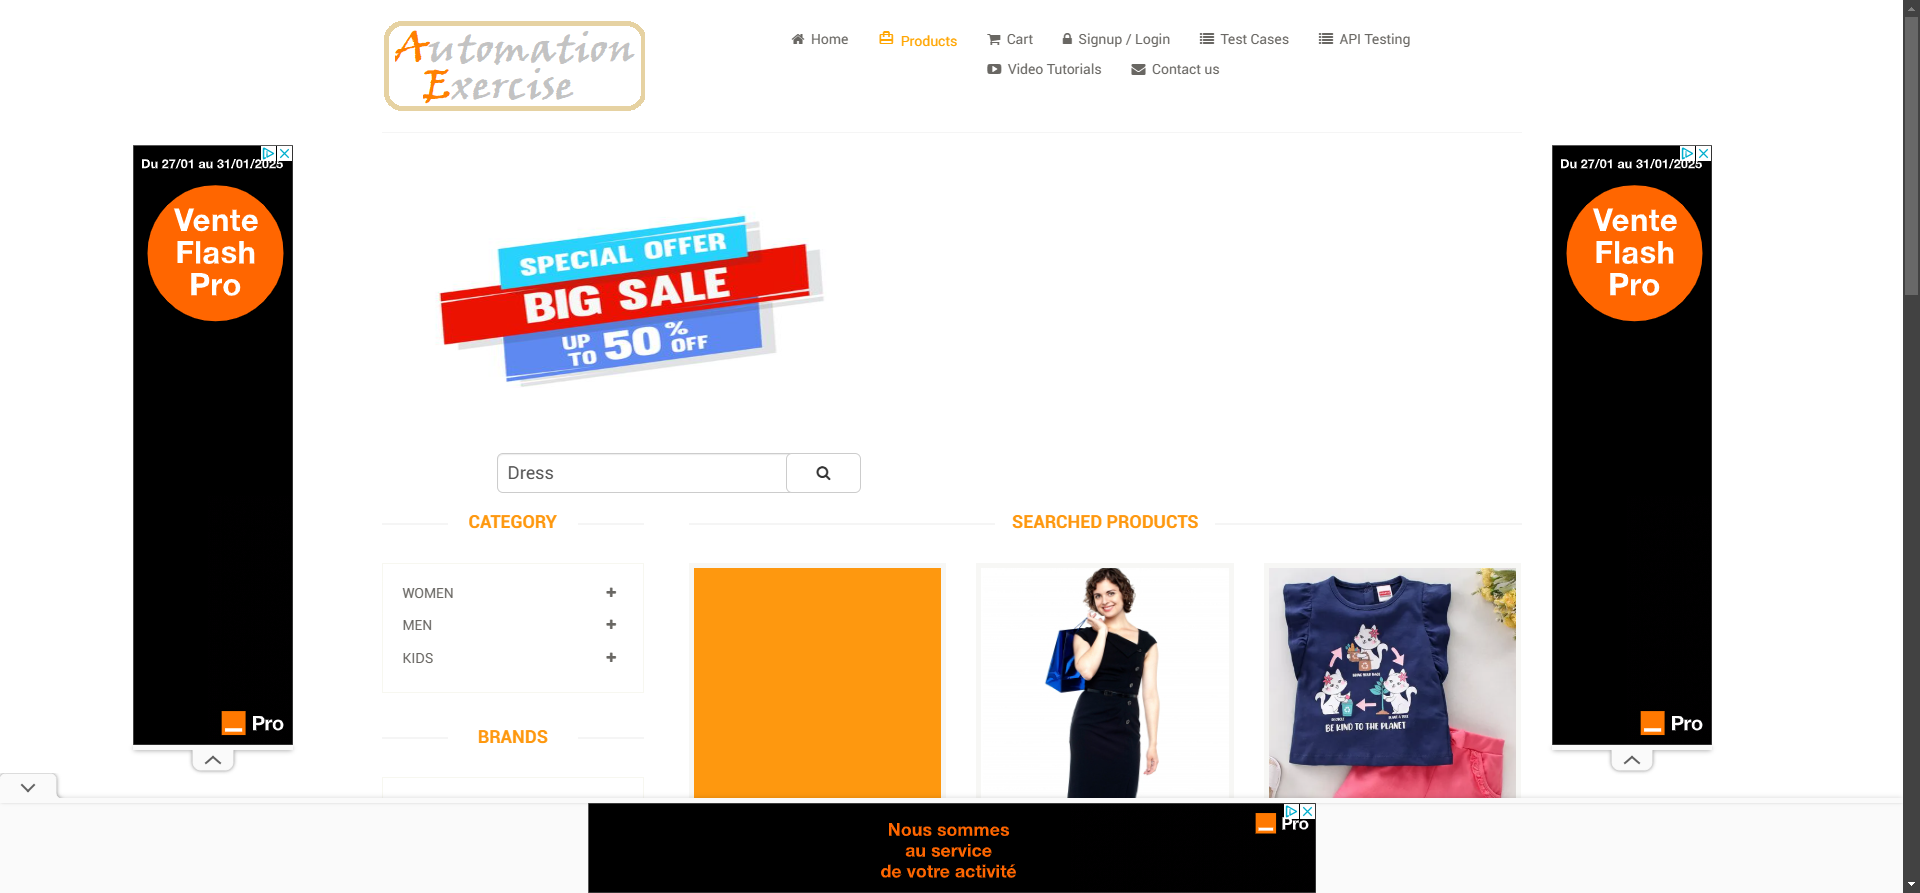 Automation
Exercise
Home
Products
Cart
Signup / Login
Test Cases
API Testing
Video Tutorials
Contact us
Du 27/01 au 31/01/2025
Vente
Flash
Pro
Pro
SPECIAL OFFER
BIG SALE
UP TO 50% OFF
Dress
CATEGORY
WOMEN
MEN
KIDS
BRANDS
SEARCHED PRODUCTS
BE KIND TO THE PLANET
Du 27/01 au 31/01/2025
Vente
Flash
Pro
Pro
Nous sommes
au service
de votre activité
Pro